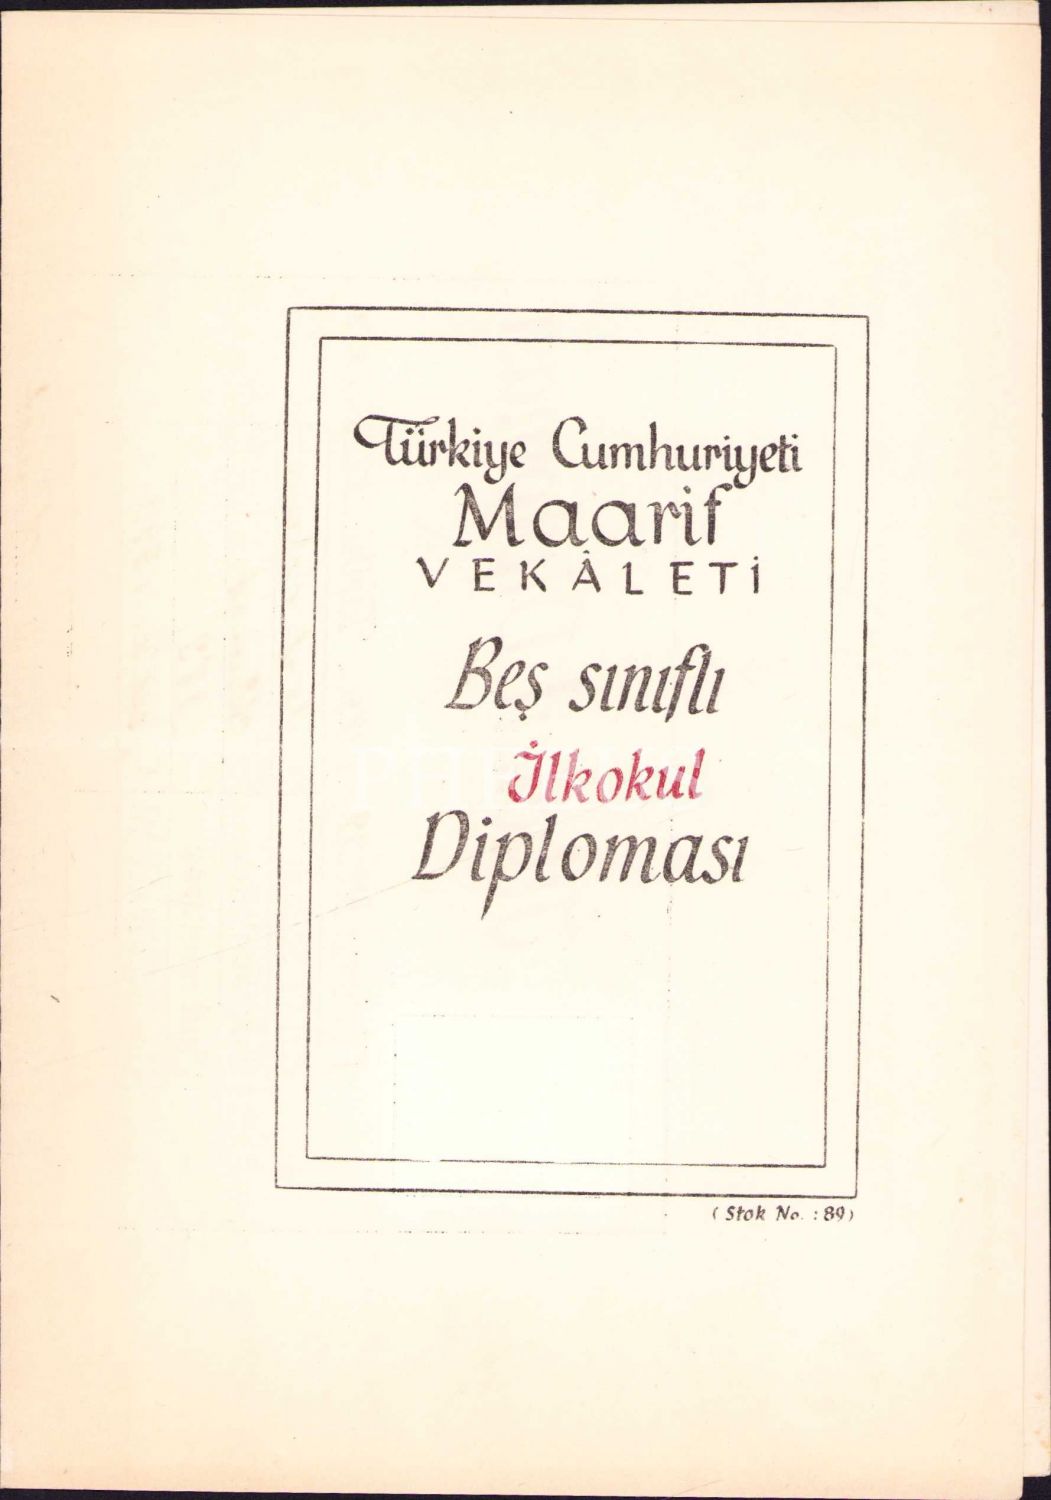 Türkiye Cumhuriyeti
Maarif
VEKÂLETİ
Beş sınıflı
İlkokul
Diploması
( Stok No. : 89)